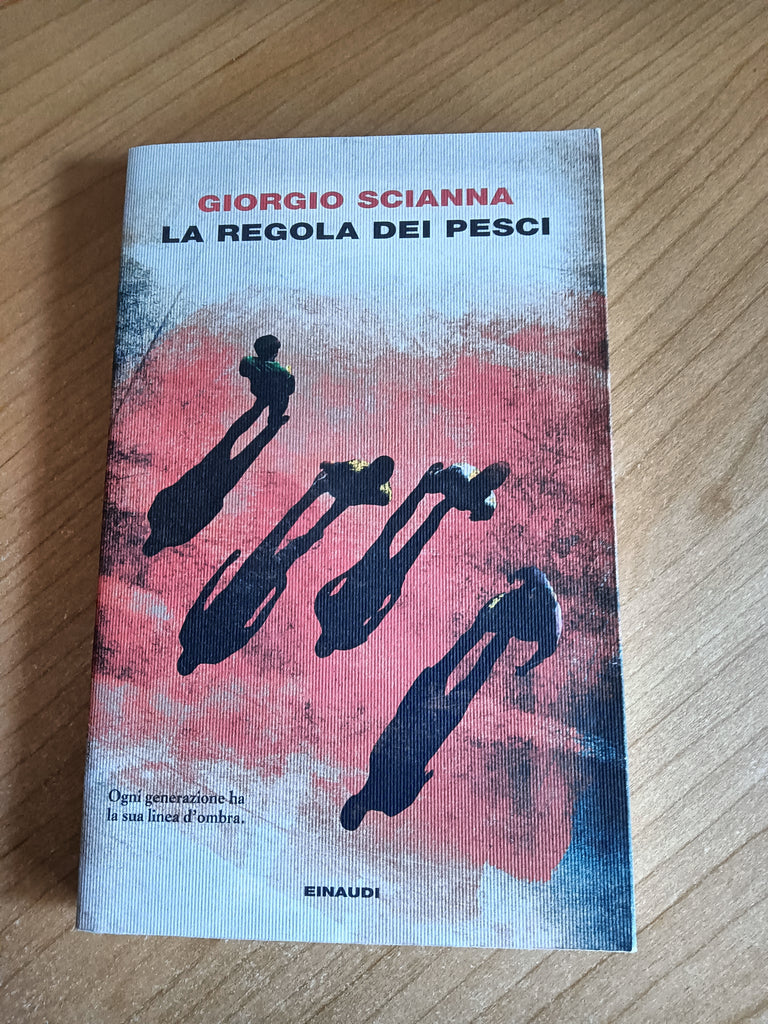 GIORGIO SCIANNA
LA REGOLA DEI PESCI
Ogni generazione ha
la sua linea d'ombra.
EINAUDI